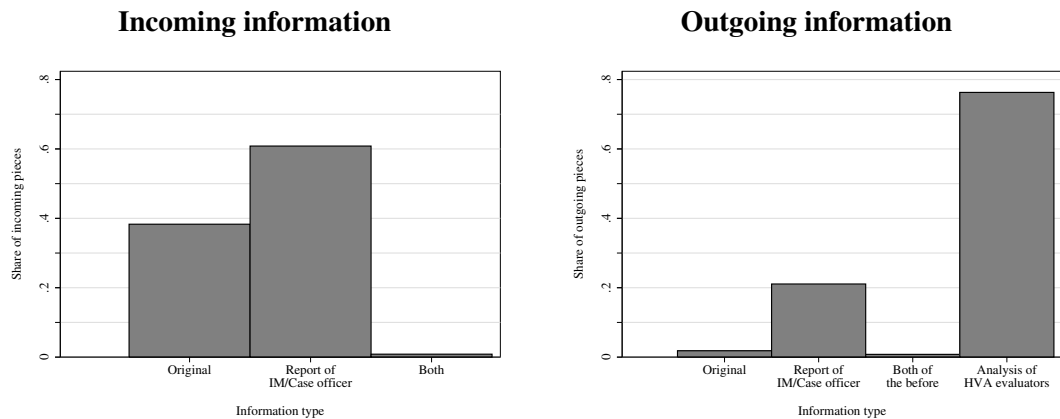 Incoming information
Share of incoming pieces
.8
.6
.4
.2
0
Original
Report of
IM/Case officer
Both
Information type
Outgoing information
Share of outgoing pieces
.8
.6
.4
.2
0
Original
Report of
IM/Case officer
Both of
the before
Analysis of
HVA evaluators
Information type